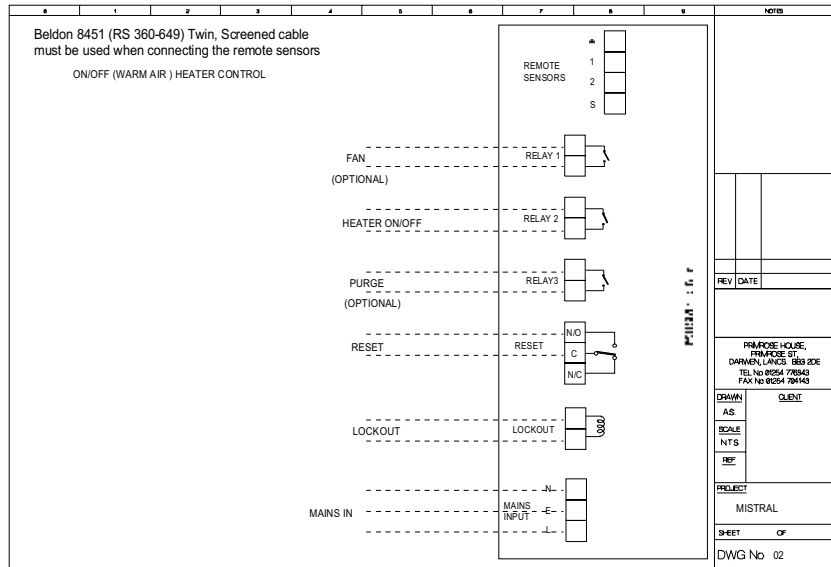 0 1 2 3 4 5 6 7 8 9 NOTES
Beldon 8451 (RS 360-649) Twin, Screened cable
must be used when connecting the remote sensors
ON/OFF (WARM AIR ) HEATER CONTROL
REMOTE
SENSORS
1
2
S
FAN
(OPTIONAL)
RELAY 1
HEATER ON/OFF
RELAY 2
PURGE
(OPTIONAL)
RELAY3
RESET
RESET
N/O
C
N/C
LOCKOUT
LOCKOUT
MAINS IN
MAINS
INPUT
N
E
L
REV DATE
PRIMROSE HOUSE,
PRIMROSE ST,
DARWEN, LANCS. BB3 2DE
TEL No 01254 776343
FAX No 01254 704143
DRAWN
A.S.
CLIENT
SCALE
N.T.S.
REF
PROJECT
MISTRAL
SHEET OF
DWG No 02